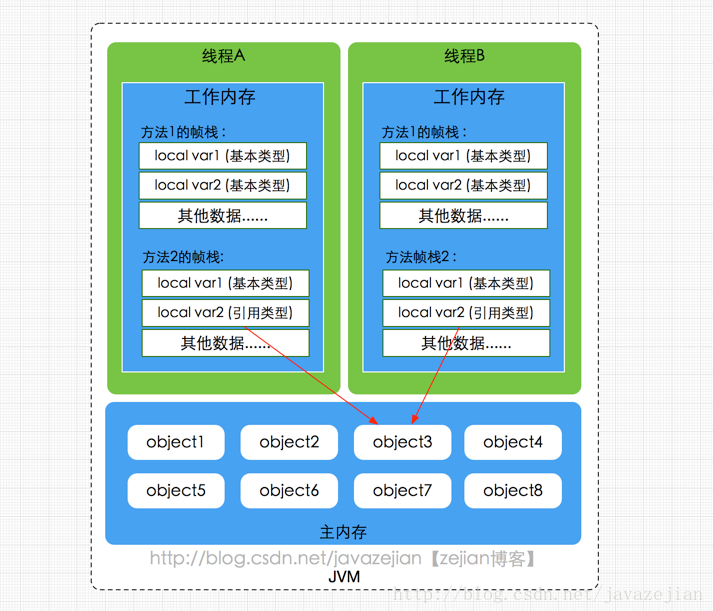 线程A
工作内存
方法1的帧栈：
local var1 (基本类型)
local var2 (基本类型)
其他数据......
方法2的帧栈:
local var1 (基本类型)
local var2 (引用类型)
其他数据......
线程B
工作内存
方法1的帧栈：
local var1 (基本类型)
local var2 (基本类型)
其他数据......
方法帧栈2：
local var1 (基本类型)
local var2 (引用类型)
其他数据......
object1 object2 object3 object4
object5 object6 object7 object8
主内存
http://blog.csdn.net/javazejian【zejian博客】
JVM
http://blog.csdn.net/javazejian